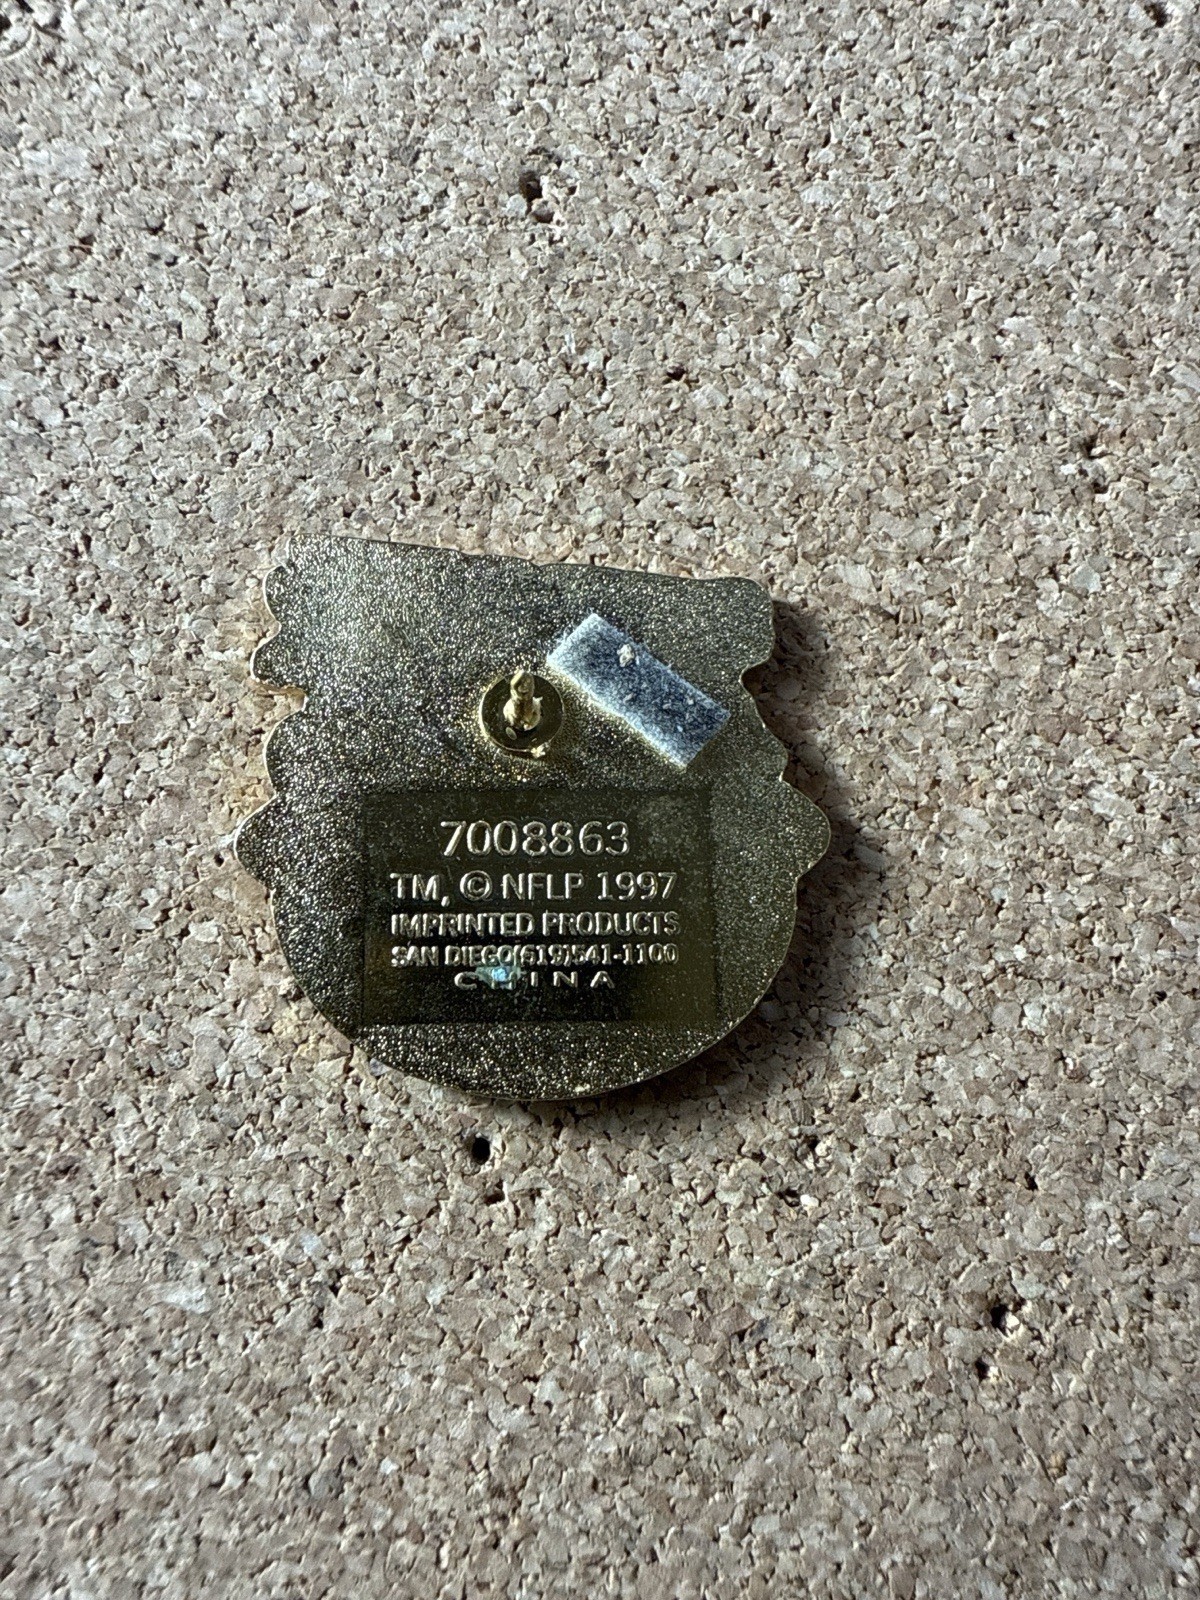 7008863
TM, © NFLP 1997
IMPRINTED PRODUCTS
SAN DIEGO(619)541-1100
CHINA